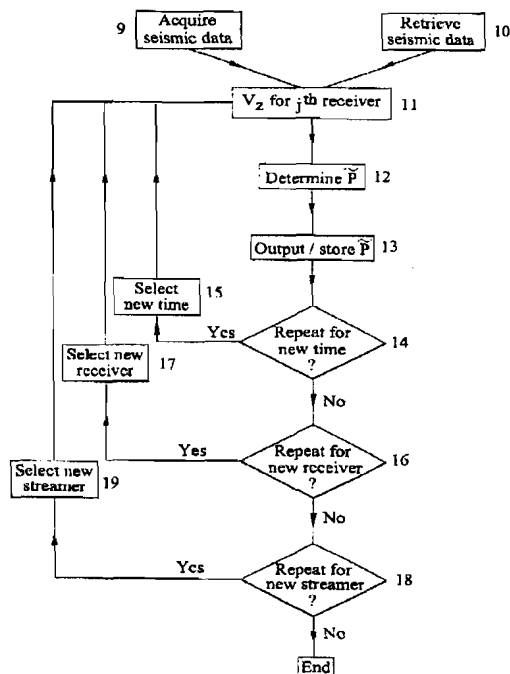 9
Acquire
seismic data
Retrieve
seismic data
10
V_z for j^th receiver
11
Determine P̃
12
Output / store P̃
13
Select
new time
15
Yes
Repeat for
new time
?
14
No
Select new
receiver
17
Yes
Repeat for
new receiver
?
16
No
Select new
streamer
19
Yes
Repeat for
new streamer
?
18
No
End